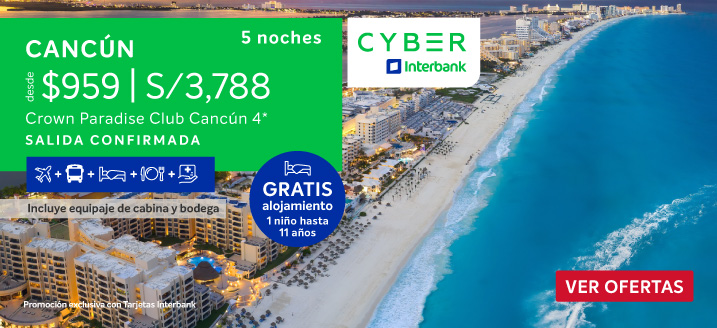 CANCÚN
5 noches
desde
$959 | S/3,788
Crown Paradise Club Cancún 4*
SALIDA CONFIRMADA
+ + + +
Incluye equipaje de cabina y bodega
GRATIS
alojamiento
1 niño hasta
11 años
CYBER
Interbank
VER OFERTAS
Promoción exclusiva con Tarjetas Interbank